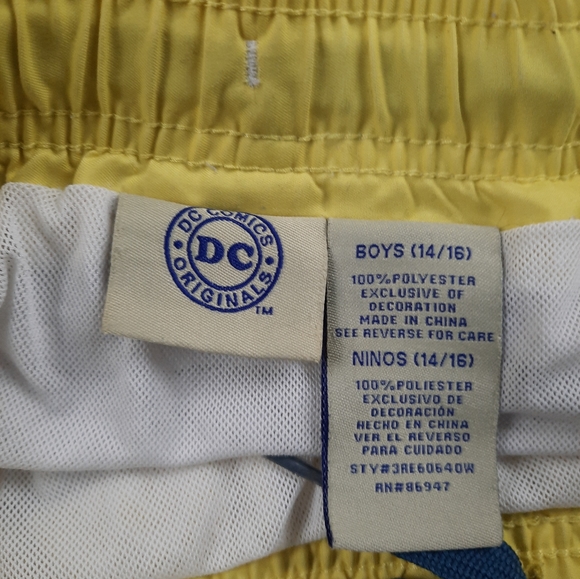 DC COMICS
DC
ORIGINALS
TM
BOYS (14/16)
100%POLYESTER
EXCLUSIVE OF
DECORATION
MADE IN CHINA
SEE REVERSE FOR CARE
NINOS (14/16)
100%POLIESTER
EXCLUSIVO DE
DECORACIÓN
HECHO EN CHINA
VER EL REVERSO
PARA CUIDADO
STY#3RE60640W
RN#86947